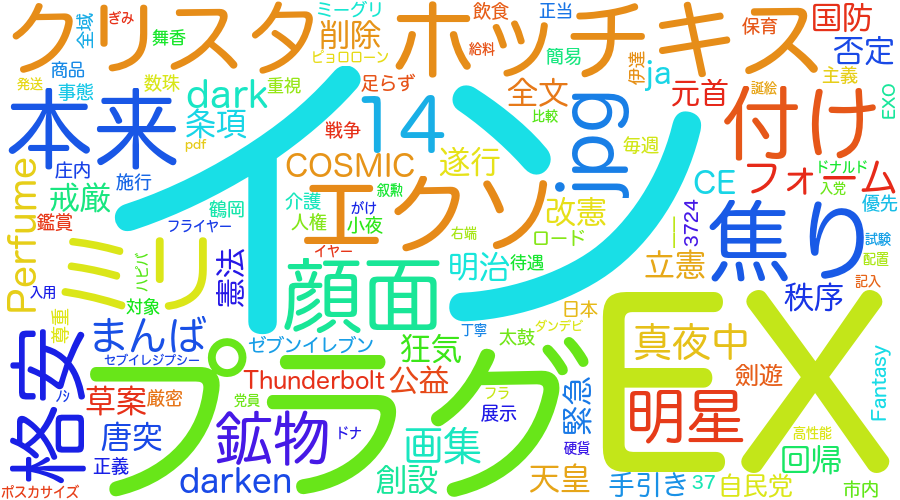 クリスタ
ホッチキス
イン
プラグ
EX
ミリ
本来
付け
焦り
格安
顔面
エクソ
jpg
14
明星
鉱物
全域
ぎみ
舞香
ミーグリ
削除
ピョロローン
飲食
給料
正当
簡易
伊達
保育
国防
否定
主義
誕絵
EXO
発送
商品
事態
数珠
dark
重視
足らず
条項
pdf
戦争
全文
比較
ja
元首
毎週
ドナルド
フォーム
入党
優先
CE
3724
試験
配置
記入
庄内
施行
戒厳
Perfume
鑑賞
フライヤー
鶴岡
介護
人権
COSMIC
叙勲
がけ
小夜
イヤー
遂行
右端
改憲
ロード
立憲
秩序
ハピバ
憲法
入用
対象
尊重
まんば
セブイレジプシー
ゼブンイレブン
明治
待遇
日本
丁寧
ダンデビ
太鼓
狂気
真夜中
劍遊
Fantasy
ﾉｼ
草案
厳密
党員
Thunderbolt
公益
フラ
展示
緊急
唐突
正義
ドナ
画集
硬貨
高性能
回帰
ポスカサイズ
darken
創設
天皇
手引き
37
自民党
市内